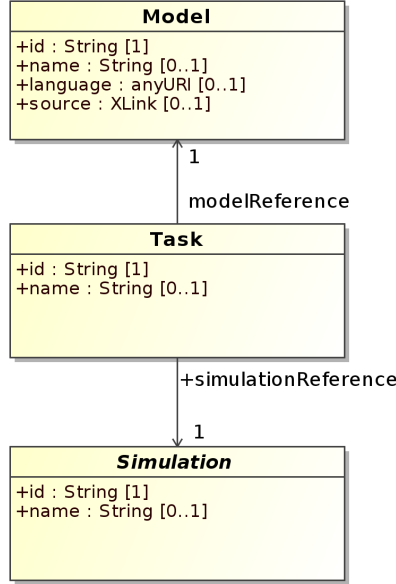 Model
+id : String [1]
+name : String [0..1]
+language : anyURI [0..1]
+source : XLink [0..1]
1
modelReference
Task
+id : String [1]
+name : String [0..1]
+simulationReference
1
Simulation
+id : String [1]
+name : String [0..1]